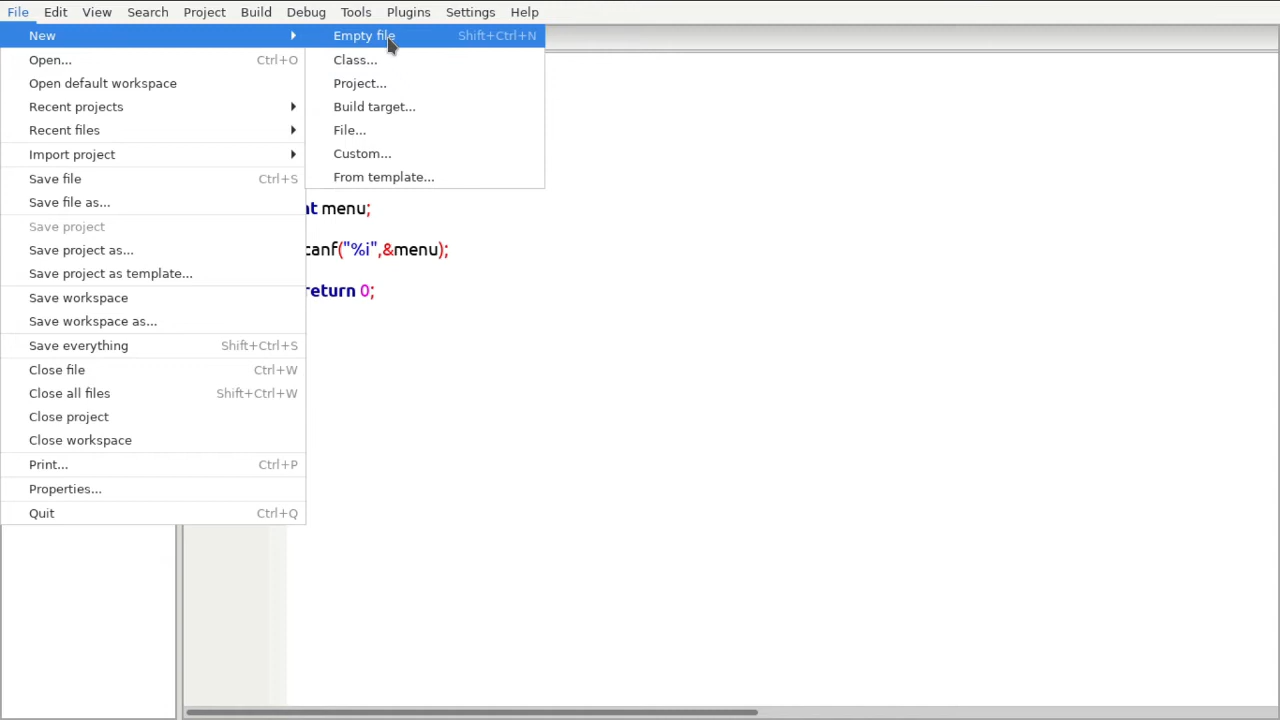 File Edit View Search Project Build Debug Tools Plugins Settings Help
New
Open... Ctrl+O
Open default workspace
Recent projects
Recent files
Import project
Save file Ctrl+S
Save file as...
Save project
Save project as...
Save project as template...
Save workspace
Save workspace as...
Save everything Shift+Ctrl+S
Close file Ctrl+W
Close all files Shift+Ctrl+W
Close project
Close workspace
Print... Ctrl+P
Properties...
Quit Ctrl+Q
Empty file Shift+Ctrl+N
Class...
Project...
Build target...
File...
Custom...
From template...
nt menu;
canf("%i",&menu);
return 0;